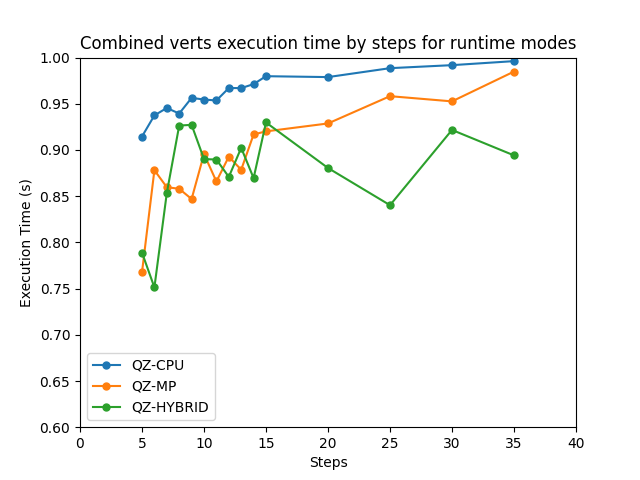 Combined verts execution time by steps for runtime modes
Execution Time (s)
1.00
0.95
0.90
0.85
0.80
0.75
0.70
0.65
0.60
QZ-CPU
QZ-MP
QZ-HYBRID
0 5 10 15 20 25 30 35 40
Steps